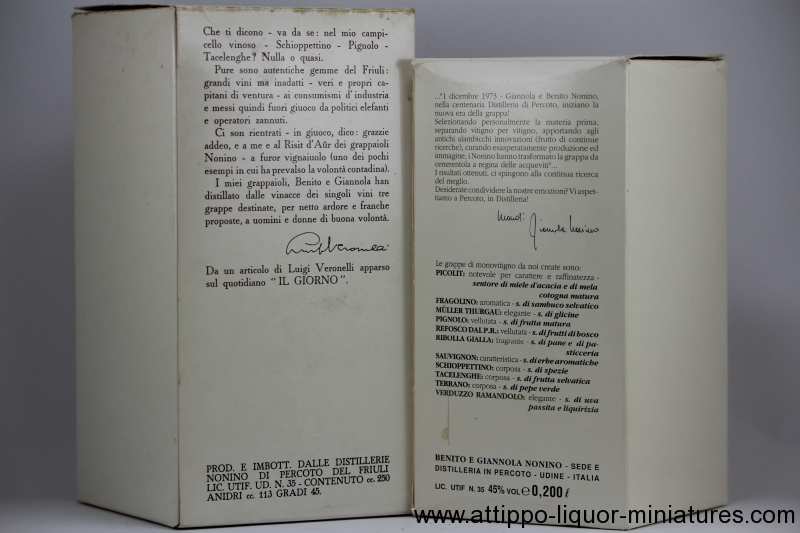 Che ti dicono - va da se: nel mio campi-
cello vinoso - Schioppettino - Pignolo -
Tacelenghe? Nulla o quasi.
Pure sono autentiche gemme del Friuli:
grandi vini ma inadatti - veri e propri ca-
pitani di ventura - ai consumismi d'industria
e messi quindi fuori giuoco da politici elefanti
e operatori zannuti.
Ci son rientrati - in giuoco, dico: grazzie
addeo, e a me e al Risit d'Aûr dei grappaioli
Nonino - a furor vignaiuolo (uno dei pochi
esempi in cui ha prevalso la volontà contadina).
I miei grappaioli, Benito e Giannola han
distillato dalle vinacce dei singoli vini tre
grappe destinate, per netto ardore e franche
proposte, a uomini e donne di buona volontà.
Da un articolo di Luigi Veronelli apparso
sul quotidiano "IL GIORNO".
PROD. E IMBOTT. DALLE DISTILLERIE
NONINO DI PERCOTO DEL FRIULI
LIC. UTIF. UD. N. 35 - CONTENUTO cc. 250
ANIDRI cc. 113 GRADI 45.
..."1 dicembre 1973 - Giannola e Benito Nonino,
nella centenaria Distilleria di Percoto, iniziano la
nuova era della grappa!
Selezionando personalmente la materia prima,
separando vitigno per vitigno, apportando agli
antichi alambicchi innovazioni (frutto di continue
ricerche), curando esasperatamente produzione ed
immagine, i Nonino hanno trasformato la grappa da
cenerentola a regina delle acqueviti"...
I risultati ottenuti, ci spingono alla continua ricerca
del meglio.
Desiderate condividere la nostre emozioni? Vi aspet-
tiamo a Percoto, in Distilleria!
Mandi Giannola Nonino
Le grappe di monovitigno da noi create sono:
PICOLIT: notevole per carattere e raffinatezza -
sentore di miele d'acacia e di mela
cotogna matura
FRAGOLINO: aromatica - s. di sambuco selvatico
MÜLLER THURGAU: elegante - s. di glicine
PIGNOLO: vellutata - s. di frutta matura
REFOSCO DAL P.R.: vellutata - s. di frutti di bosco
RIBOLLA GIALLA: fragrante - s. di pane e di pa-
sticceria
SAUVIGNON: caratteristica - s. di erbe aromatiche
SCHIOPPETTINO: corposa - s. di spezie
TACELENGHE: corposa - s. di frutta selvatica
TERRANO: corposa - s. di pepe verde
VERDUZZO RAMANDOLO: elegante - s. di uva
passita e liquirizia
BENITO E GIANNOLA NONINO - SEDE E
DISTILLERIA IN PERCOTO - UDINE - ITALIA
LIC. UTIF N. 35 45% VOL e 0,200 ℓ
www.attippo-liquor-miniatures.com